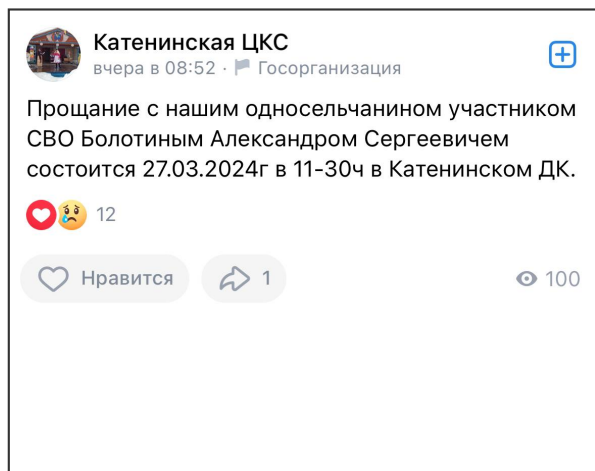 Катенинская ЦКС
вчера в 08:52 · Госорганизация
Прощание с нашим односельчанином участником
СВО Болотиным Александром Сергеевичем
состоится 27.03.2024г в 11-30ч в Катенинском ДК.
12
Нравится 1 100